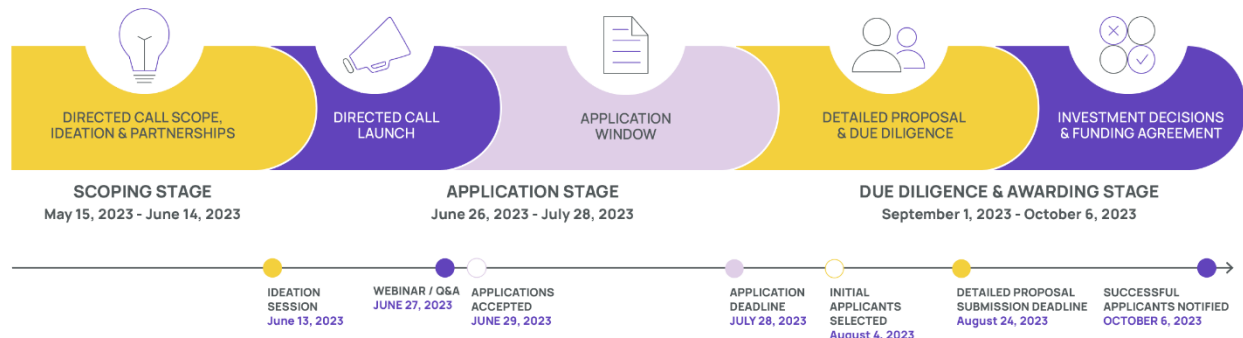 DIRECTED CALL SCOPE,
IDEATION & PARTNERSHIPS
DIRECTED CALL
LAUNCH
APPLICATION
WINDOW
DETAILED PROPOSAL
& DUE DILIGENCE
INVESTMENT DECISIONS
& FUNDING AGREEMENT
SCOPING STAGE
May 15, 2023 - June 14, 2023
APPLICATION STAGE
June 26, 2023 - July 28, 2023
DUE DILIGENCE & AWARDING STAGE
September 1, 2023 - October 6, 2023
IDEATION
SESSION
June 13, 2023
WEBINAR / Q&A
JUNE 27, 2023
APPLICATIONS
ACCEPTED
JUNE 29, 2023
APPLICATION
DEADLINE
JULY 28, 2023
INITIAL
APPLICANTS
SELECTED
August 4, 2023
DETAILED PROPOSAL
SUBMISSION DEADLINE
August 24, 2023
SUCCESSFUL
APPLICANTS NOTIFIED
OCTOBER 6, 2023